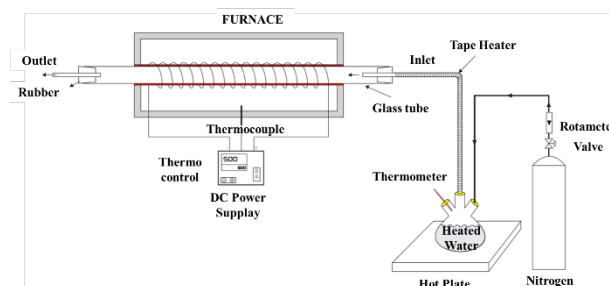 FURNACE
Tape Heater
Outlet
Inlet
Rubber
Glass tube
Thermocouple
Rotamete
Thermo
control
Valve
500
DC Power
Supplay
Thermometer
Heated
Water
Hot Plate
Nitrogen